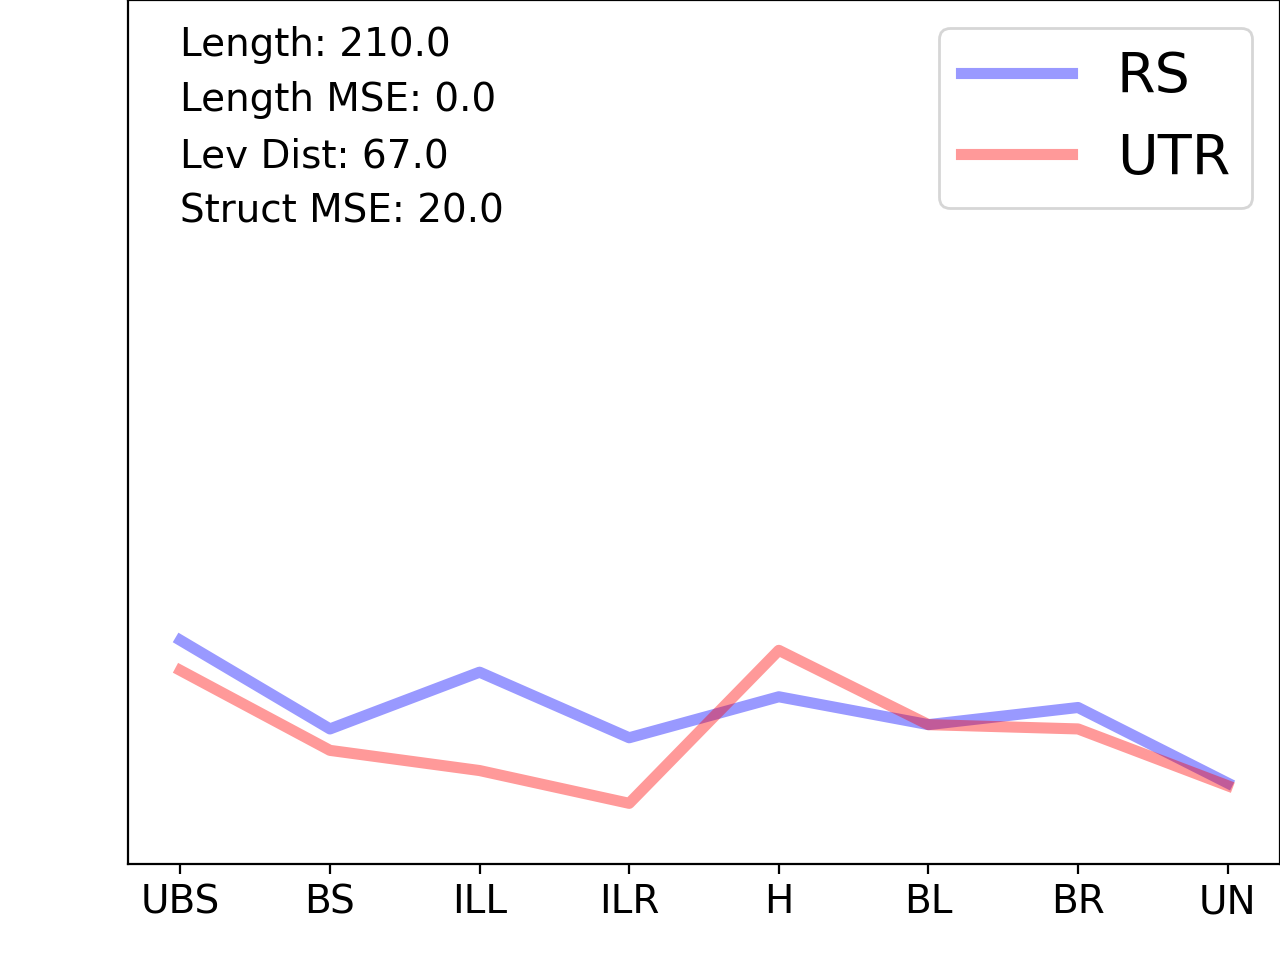 Length: 210.0
Length MSE: 0.0
Lev Dist: 67.0
Struct MSE: 20.0
RS
UTR
UBS BS ILL ILR H BL BR UN